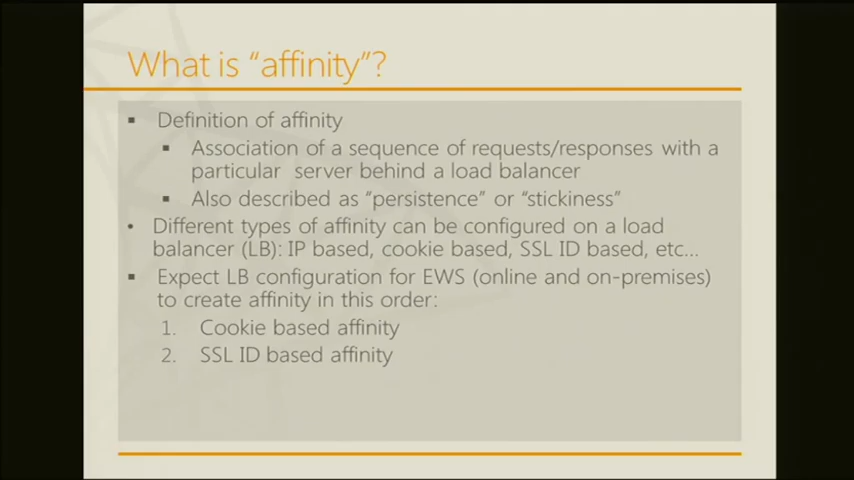 What is “affinity”?
▪ Definition of affinity
▪ Association of a sequence of requests/responses with a
particular server behind a load balancer
▪ Also described as “persistence” or “stickiness”
• Different types of affinity can be configured on a load
balancer (LB): IP based, cookie based, SSL ID based, etc...
▪ Expect LB configuration for EWS (online and on-premises)
to create affinity in this order:
1. Cookie based affinity
2. SSL ID based affinity